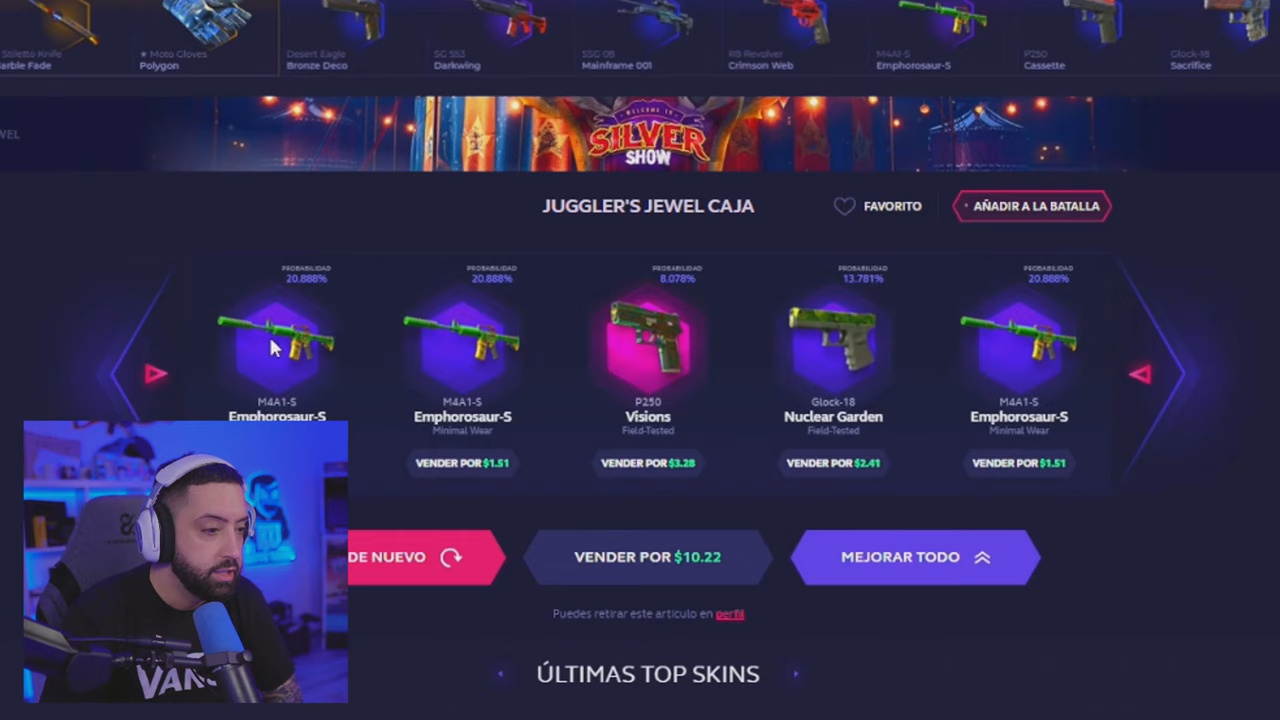 Stiletto Knife
★ Moto Gloves
Desert Eagle
SG 553
SSG 08
R8 Revolver
M4A1-S
P250
Glock-18
arble Fade
Polygon
Bronze Deco
Darkwing
Mainframe 001
Crimson Web
Emphorosaur-S
Cassette
Sacrifice
WEL
WELCOME TO
SILVER
SHOW
JUGGLER'S JEWEL CAJA
FAVORITO
AÑADIR A LA BATALLA
PROBABILIDAD
20.888%
PROBABILIDAD
20.888%
PROBABILIDAD
8.078%
PROBABILIDAD
13.781%
PROBABILIDAD
20.888%
M4A1-S
Emphorosaur-S
M4A1-S
Emphorosaur-S
Minimal Wear
VENDER POR $1.51
P250
Visions
Field-Tested
VENDER POR $3.28
Glock-18
Nuclear Garden
Field-Tested
VENDER POR $2.41
M4A1-S
Emphorosaur-S
Minimal Wear
VENDER POR $1.51
DE NUEVO
VENDER POR $10.22
MEJORAR TODO
Puedes retirar este artículo en perfil
ÚLTIMAS TOP SKINS
VANS